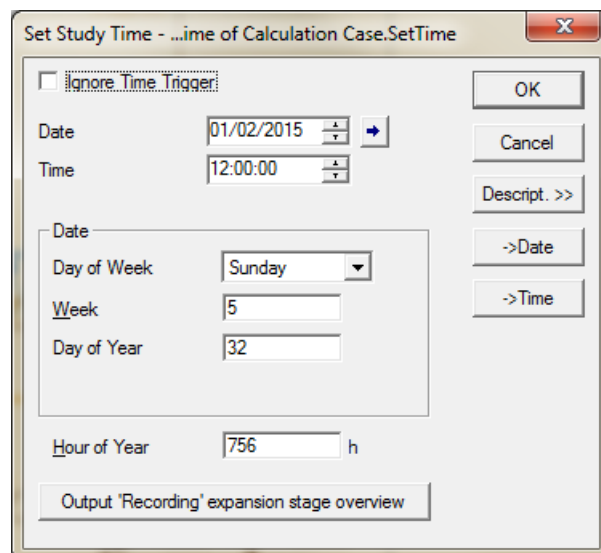 Set Study Time - ...ime of Calculation Case.SetTime
Ignore Time Trigger
OK
Date 01/02/2015
Cancel
Time 12:00:00
Descript. >>
Date
->Date
Day of Week Sunday
->Time
Week 5
Day of Year 32
Hour of Year 756 h
Output 'Recording' expansion stage overview